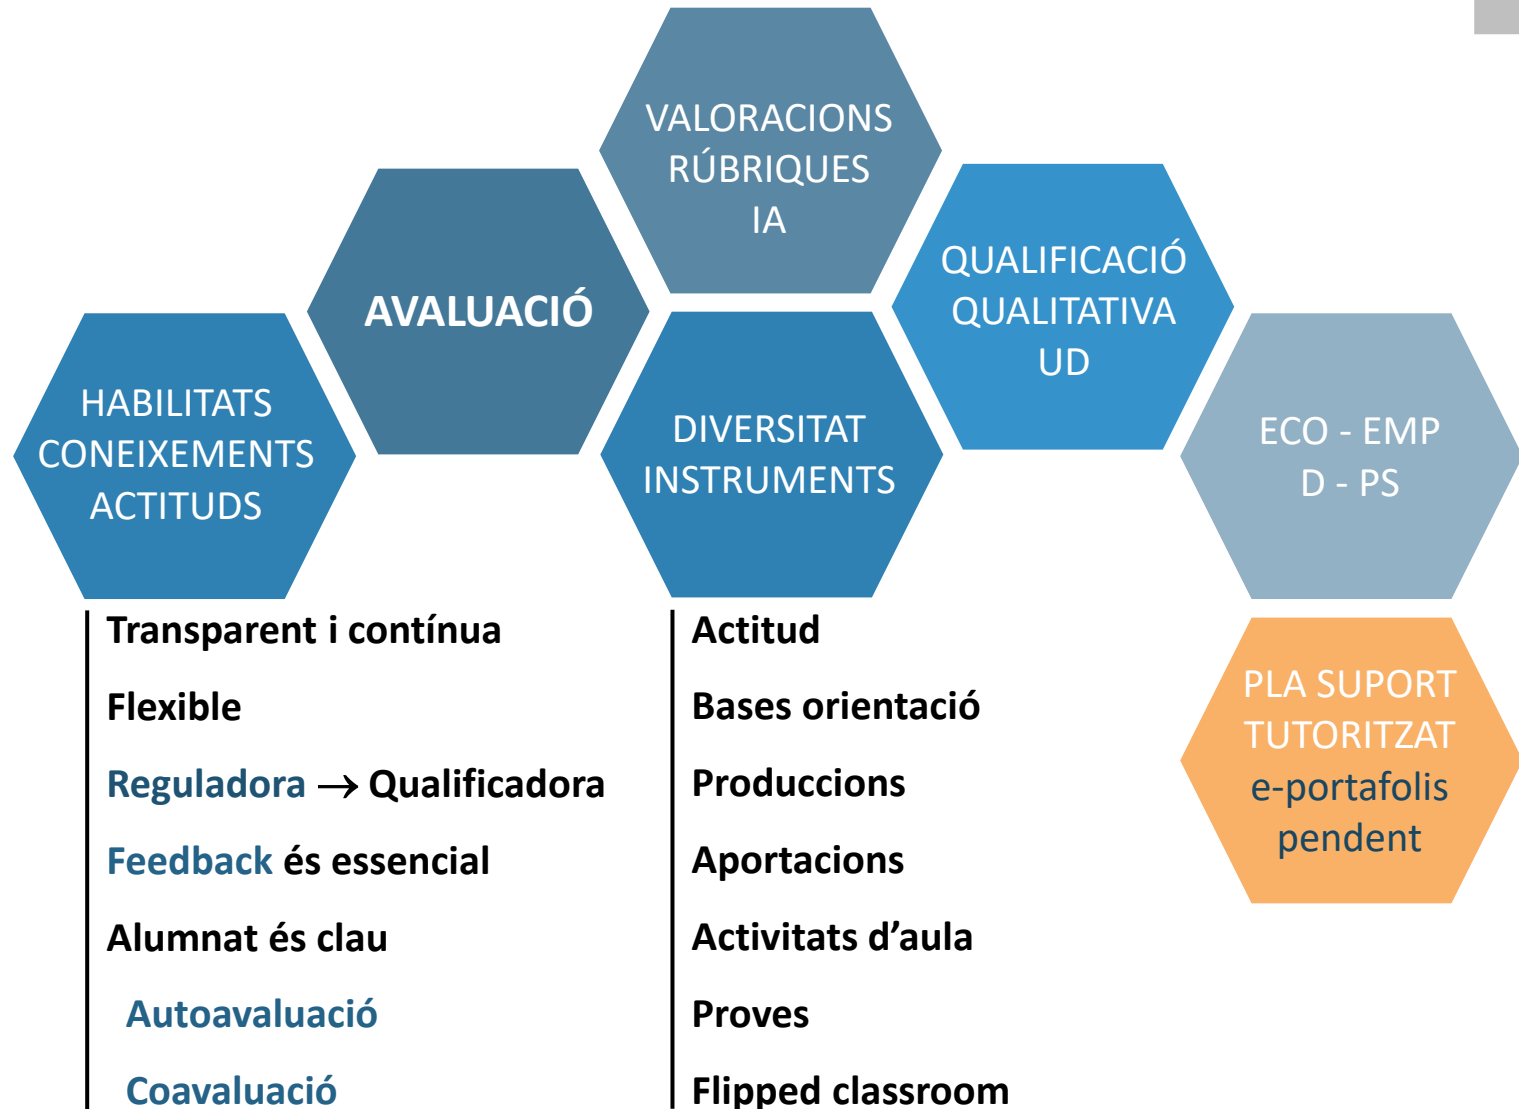 VALORACIONS
RÚBRIQUES
IA
AVALUACIÓ
QUALIFICACIÓ
QUALITATIVA
UD
HABILITATS
CONEIXEMENTS
ACTITUDS
DIVERSITAT
INSTRUMENTS
ECO - EMP
D - PS
Transparent i contínua
Flexible
Reguladora → Qualificadora
Feedback és essencial
Alumnat és clau
Autoavaluació
Coavaluació
Actitud
Bases orientació
Produccions
Aportacions
Activitats d’aula
Proves
Flipped classroom
PLA SUPORT
TUTORITZAT
e-portafolis
pendent